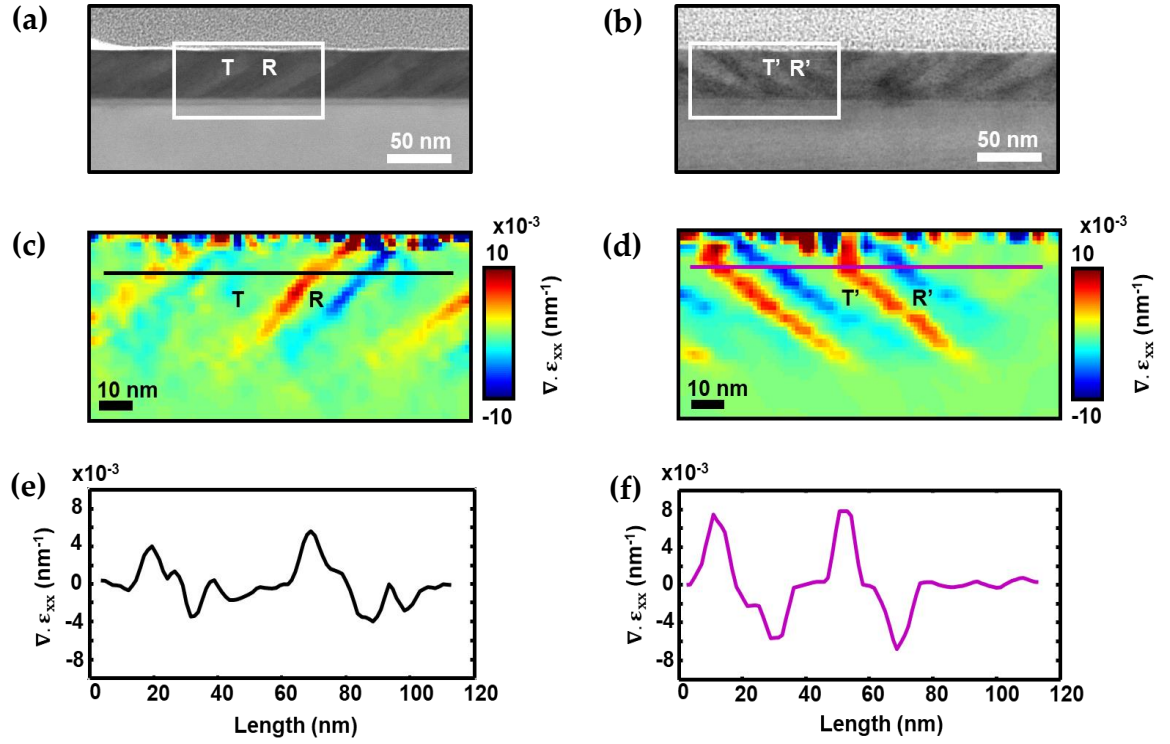 (a)
T R
50 nm
(b)
T' R'
50 nm
(c)
T R
10 nm
x10-3
10
-10
∇. εxx (nm-1)
(d)
T' R'
10 nm
x10-3
10
-10
∇. εxx (nm-1)
(e)
x10-3
8
4
0
-4
-8
∇. εxx (nm-1)
0 20 40 60 80 100 120
Length (nm)
(f)
x10-3
8
4
0
-4
-8
∇. εxx (nm-1)
0 20 40 60 80 100 120
Length (nm)